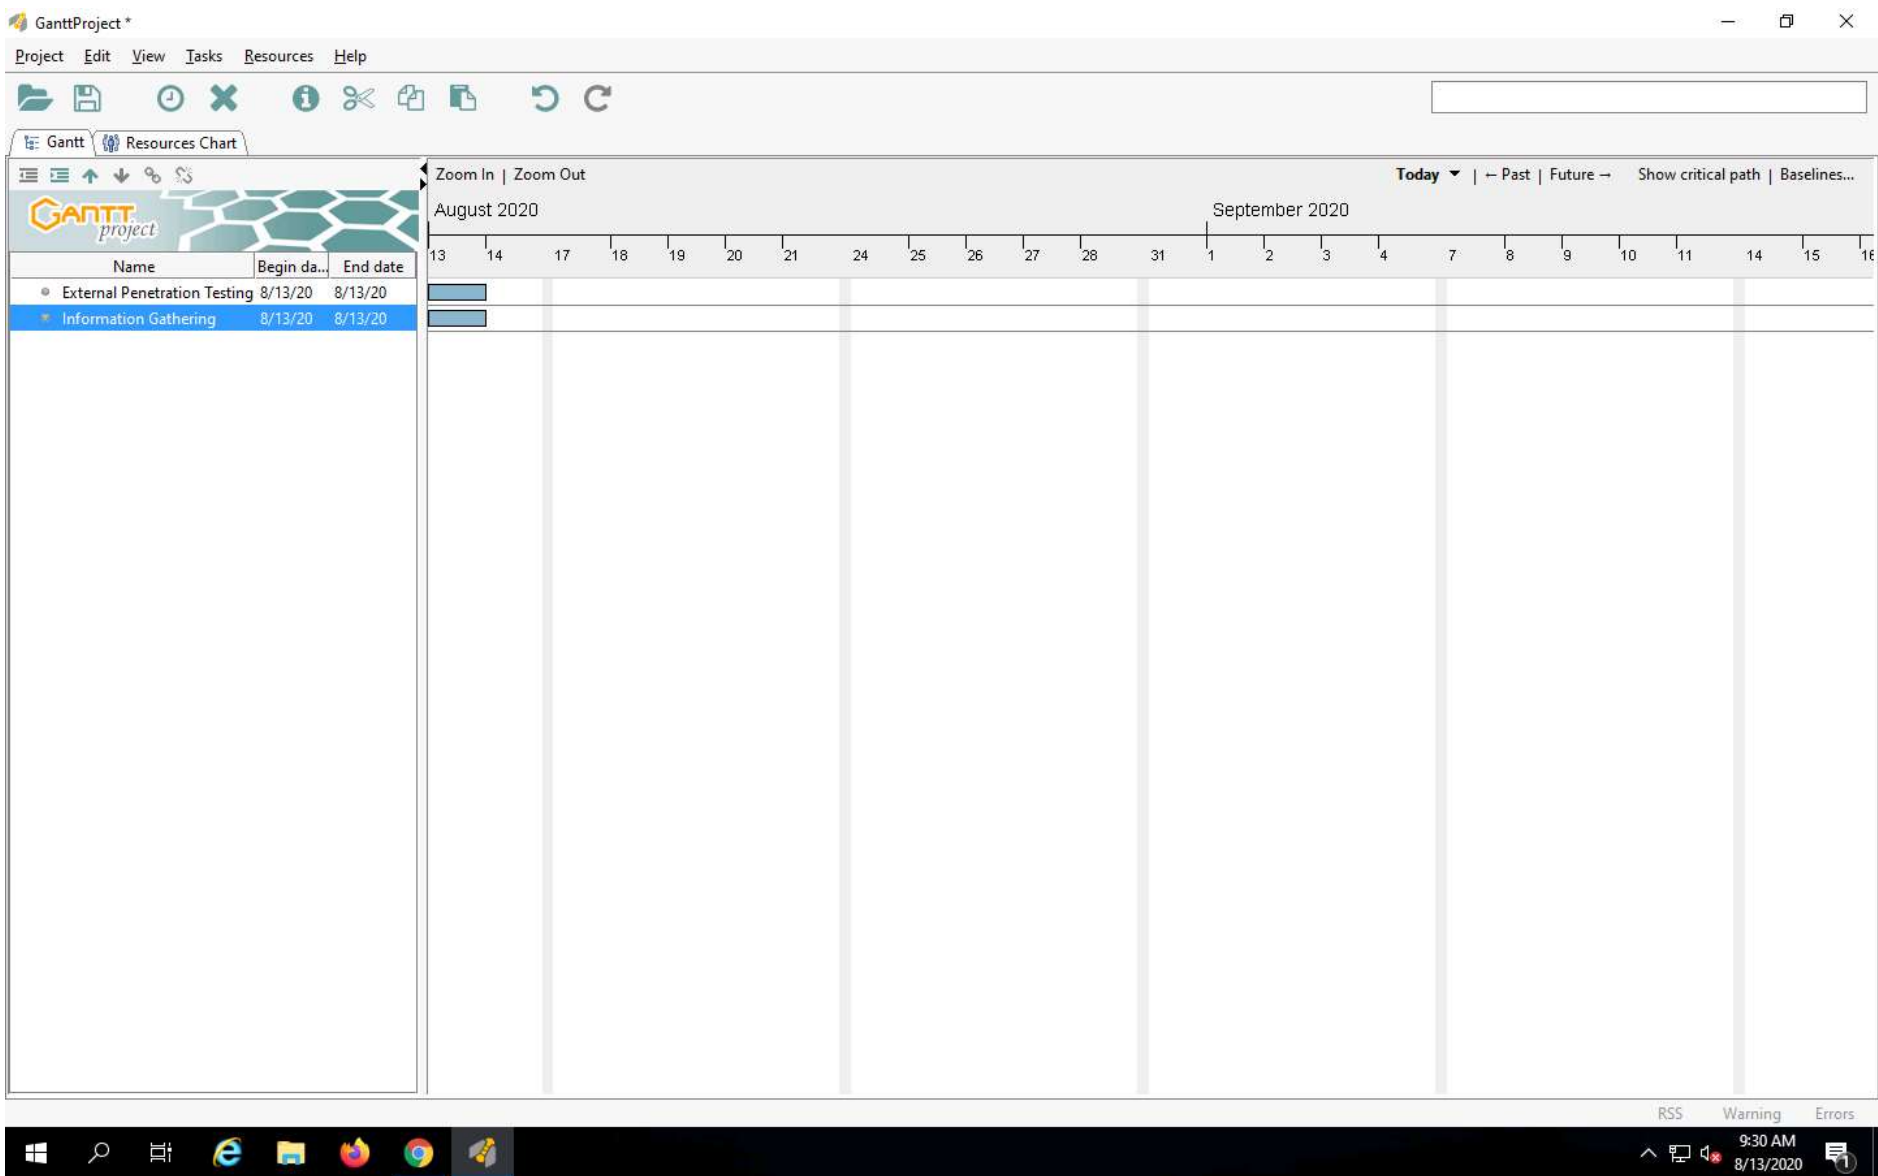 GanttProject *
Project Edit View Tasks Resources Help
Gantt Resources Chart
Zoom In | Zoom Out Today ▼ | ← Past | Future → Show critical path | Baselines...
GANTT
project
August 2020 September 2020
13 14 17 18 19 20 21 24 25 26 27 28 31 1 2 3 4 7 8 9 10 11 14 15 16
Name Begin da... End date
External Penetration Testing 8/13/20 8/13/20
Information Gathering 8/13/20 8/13/20
RSS Warning Errors
9:30 AM
8/13/2020
1